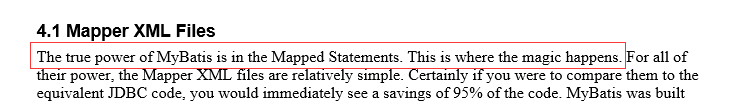 4.1 Mapper XML Files
The true power of MyBatis is in the Mapped Statements. This is where the magic happens. For all of
their power, the Mapper XML files are relatively simple. Certainly if you were to compare them to the
equivalent JDBC code, you would immediately see a savings of 95% of the code. MyBatis was built